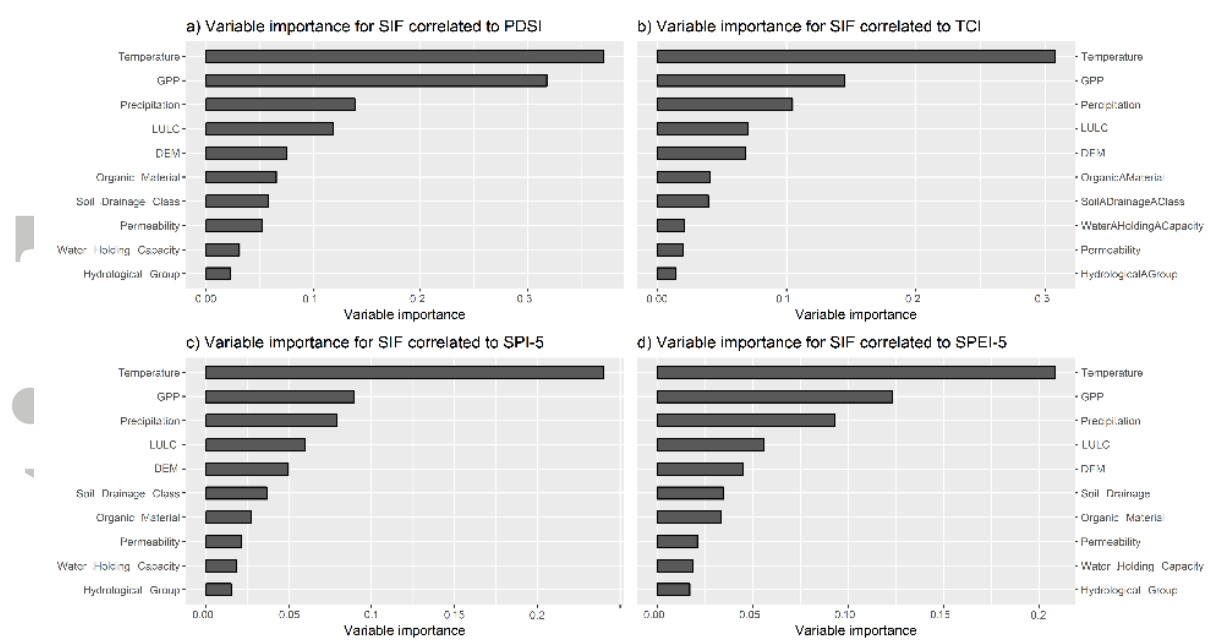 a) Variable importance for SIF correlated to PDSI
Temperature
GPP
Precipitation
LULC
DEM
Organic Material
Soil Drainage Class
Permeability
Water Holding Capacity
Hydrological Group
0.00 0.1 0.2 0.3
Variable importance
b) Variable importance for SIF correlated to TCI
Temperature
GPP
Percipitation
LULC
DEM
OrganicAMaterial
SoilADrainageAClass
WaterAHoldingACapacity
Permeability
HydrologicalAGroup
0.00 0.1 0.2 0.3
Variable importance
c) Variable importance for SIF correlated to SPI-5
Temperature
GPP
Precipitation
LULC
DEM
Soil Drainage Class
Organic Material
Permeability
Water Holding Capacity
Hydrological Group
0.00 0.05 0.1 0.15 0.2
Variable importance
d) Variable importance for SIF correlated to SPEI-5
Temperature
GPP
Precipitation
LULC
DEM
Soil Drainage
Organic Material
Permeability
Water Holding Capacity
Hydrological Group
0.00 0.05 0.10 0.15 0.2
Variable importance